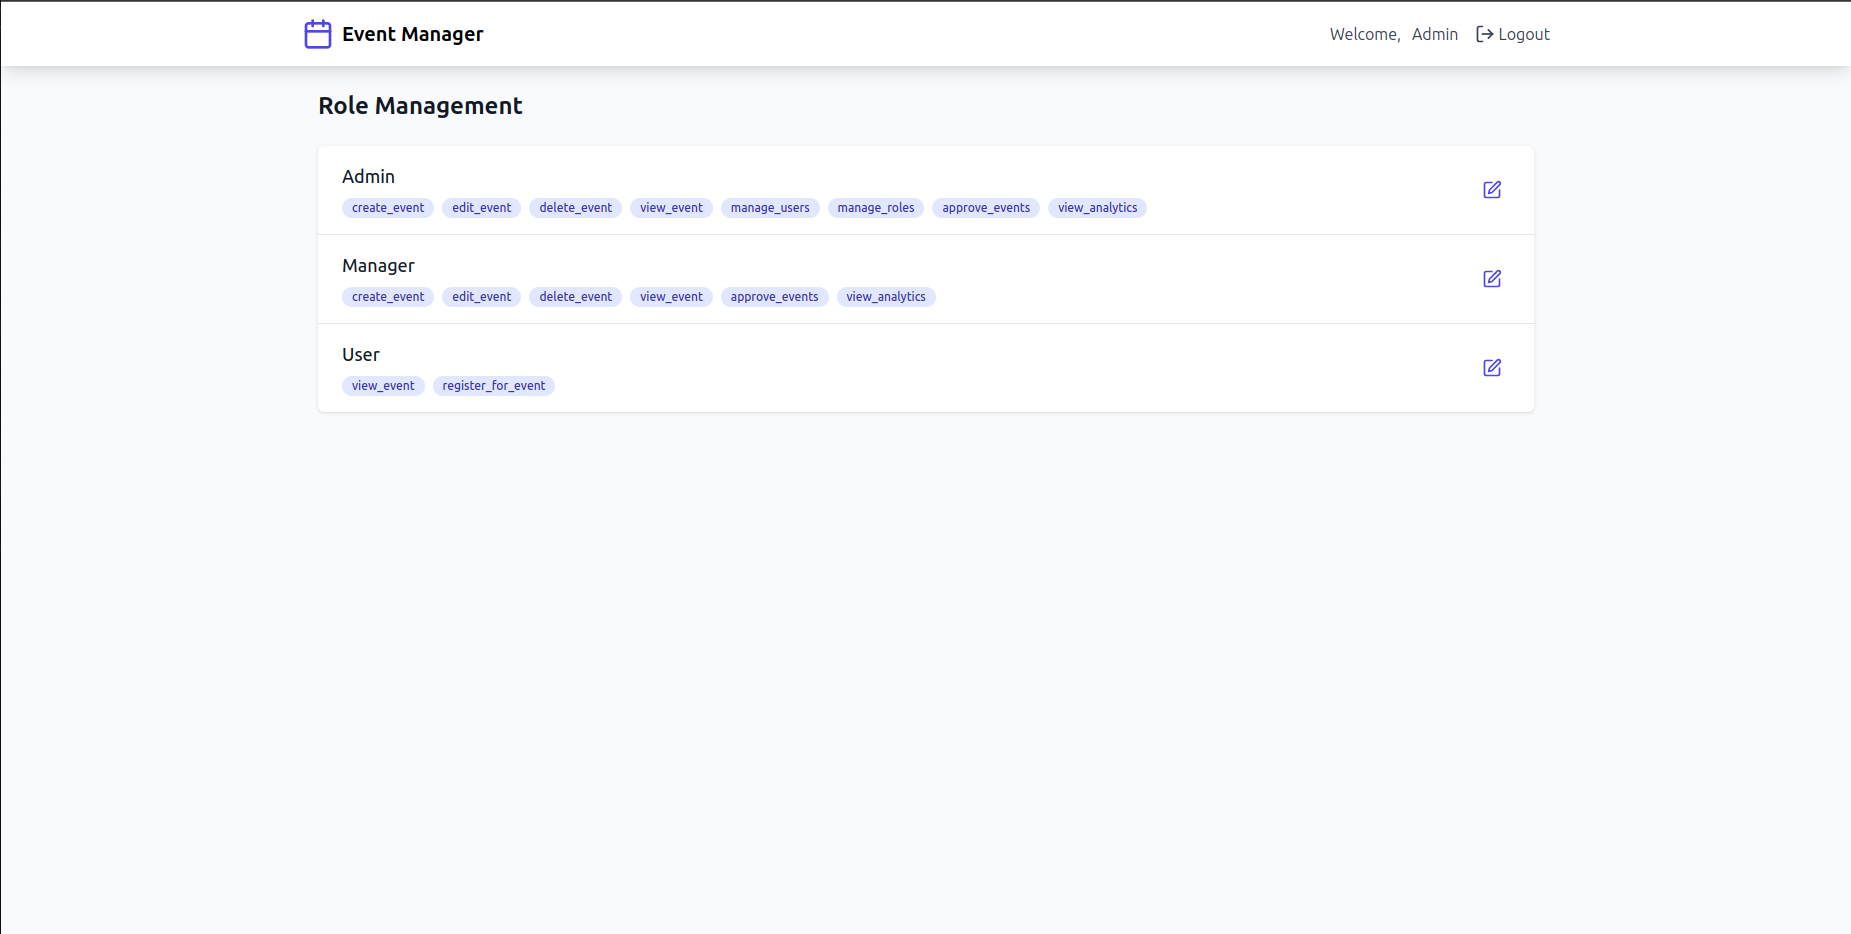 Event Manager Welcome, Admin Logout
Role Management
Admin
create_event edit_event delete_event view_event manage_users manage_roles approve_events view_analytics
Manager
create_event edit_event delete_event view_event approve_events view_analytics
User
view_event register_for_event